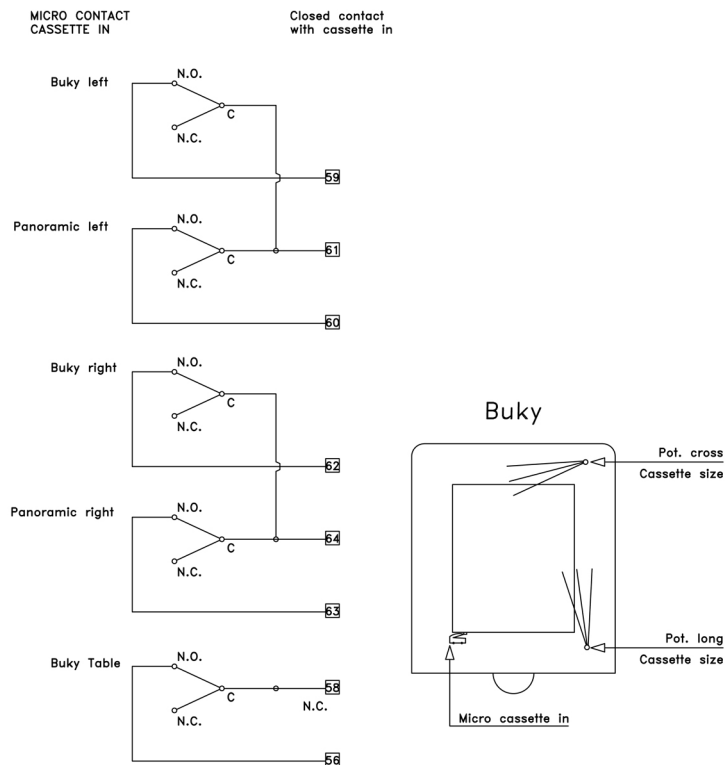 MICRO CONTACT
CASSETTE IN
Closed contact
with cassette in
Buky left
N.O.
C
N.C.
59
Panoramic left
N.O.
61
C
N.C.
60
Buky right
N.O.
C
N.C.
62
Panoramic right
N.O.
64
C
N.C.
63
Buky Table
N.O.
58
C
N.C.
N.C.
56
Buky
Pot. cross
Cassette size
Pot. long
Cassette size
Micro cassette in